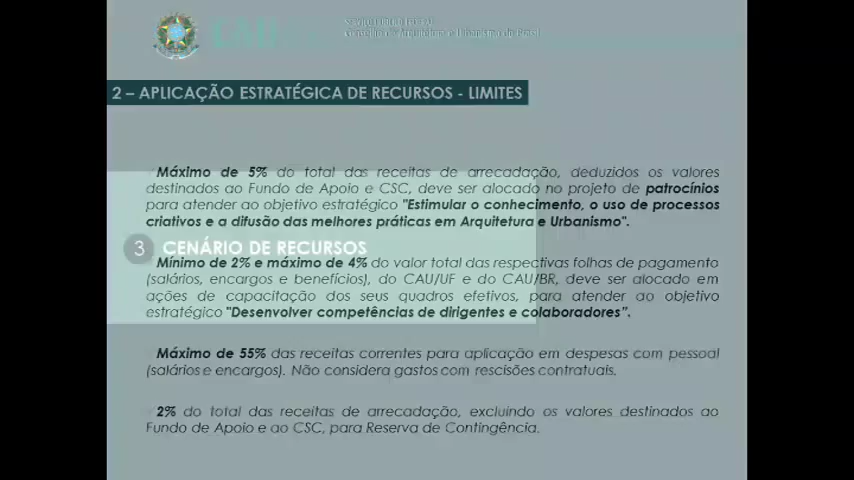 2 – APLICAÇÃO ESTRATÉGICA DE RECURSOS - LIMITES
Máximo de 5% do total das receitas de arrecadação, deduzidos os valores
destinados ao Fundo de Apoio e CSC, deve ser alocado no projeto de patrocínios
para atender ao objetivo estratégico "Estimular o conhecimento, o uso de processos
criativos e a difusão das melhores práticas em Arquitetura e Urbanismo".
3 CENÁRIO DE RECURSOS
Mínimo de 2% e máximo de 4% do valor total das respectivas folhas de pagamento
(salários, encargos e benefícios), do CAU/UF e do CAU/BR, deve ser alocado em
ações de capacitação dos seus quadros efetivos, para atender ao objetivo
estratégico "Desenvolver competências de dirigentes e colaboradores".
Máximo de 55% das receitas correntes para aplicação em despesas com pessoal
(salários e encargos). Não considera gastos com rescisões contratuais.
2% do total das receitas de arrecadação, excluindo os valores destinados ao
Fundo de Apoio e ao CSC, para Reserva de Contingência.